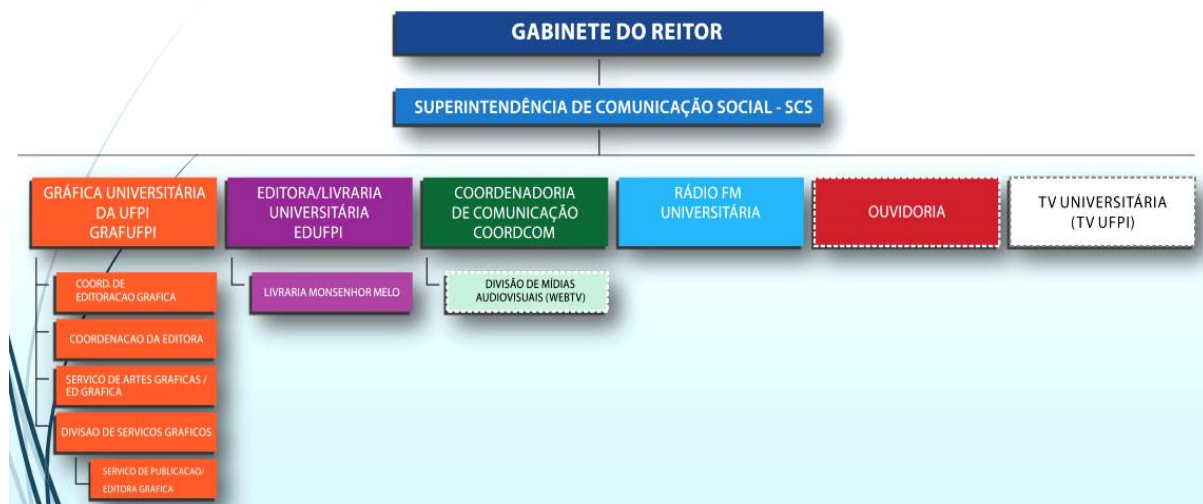 GABINETE DO REITOR
SUPERINTENDÊNCIA DE COMUNICAÇÃO SOCIAL - SCS
GRÁFICA UNIVERSITÁRIA
DA UFPI
GRAFUFPI
COORD. DE
EDITORACAO GRAFICA
COORDENACAO DA EDITORA
SERVICO DE ARTES GRAFICAS /
ED GRAFICA
DIVISAO DE SERVICOS GRAFICOS
SERVICO DE PUBLICACAO/
EDITORA GRAFICA
EDITORA/LIVRARIA
UNIVERSITÁRIA
EDUFPI
LIVRARIA MONSENHOR MELO
COORDENADORIA
DE COMUNICAÇÃO
COORDCOM
DIVISÃO DE MÍDIAS
AUDIOVISUAIS (WEBTV)
RÁDIO FM
UNIVERSITÁRIA
OUVIDORIA
TV UNIVERSITÁRIA
(TV UFPI)